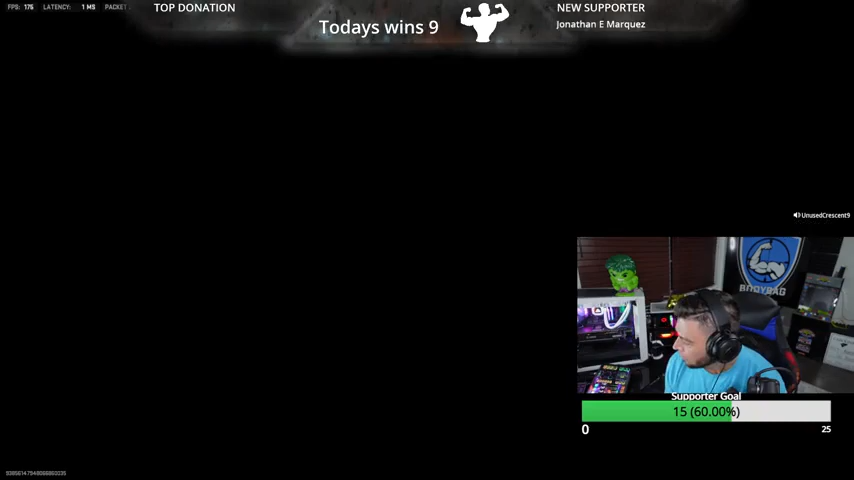 FPS: 175 LATENCY: 1 MS PACKET
TOP DONATION
Todays wins 9
NEW SUPPORTER
Jonathan E Marquez
UnusedCrescent9
BODYBAG
Supporter Goal
15 (60.00%)
0
25